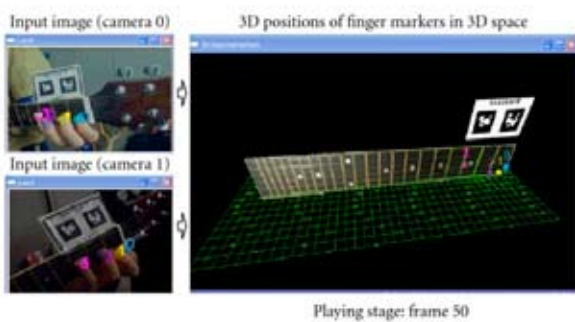 Input image (camera 0)
3D positions of finger markers in 3D space
Input image (camera 1)
Playing stage: frame 50